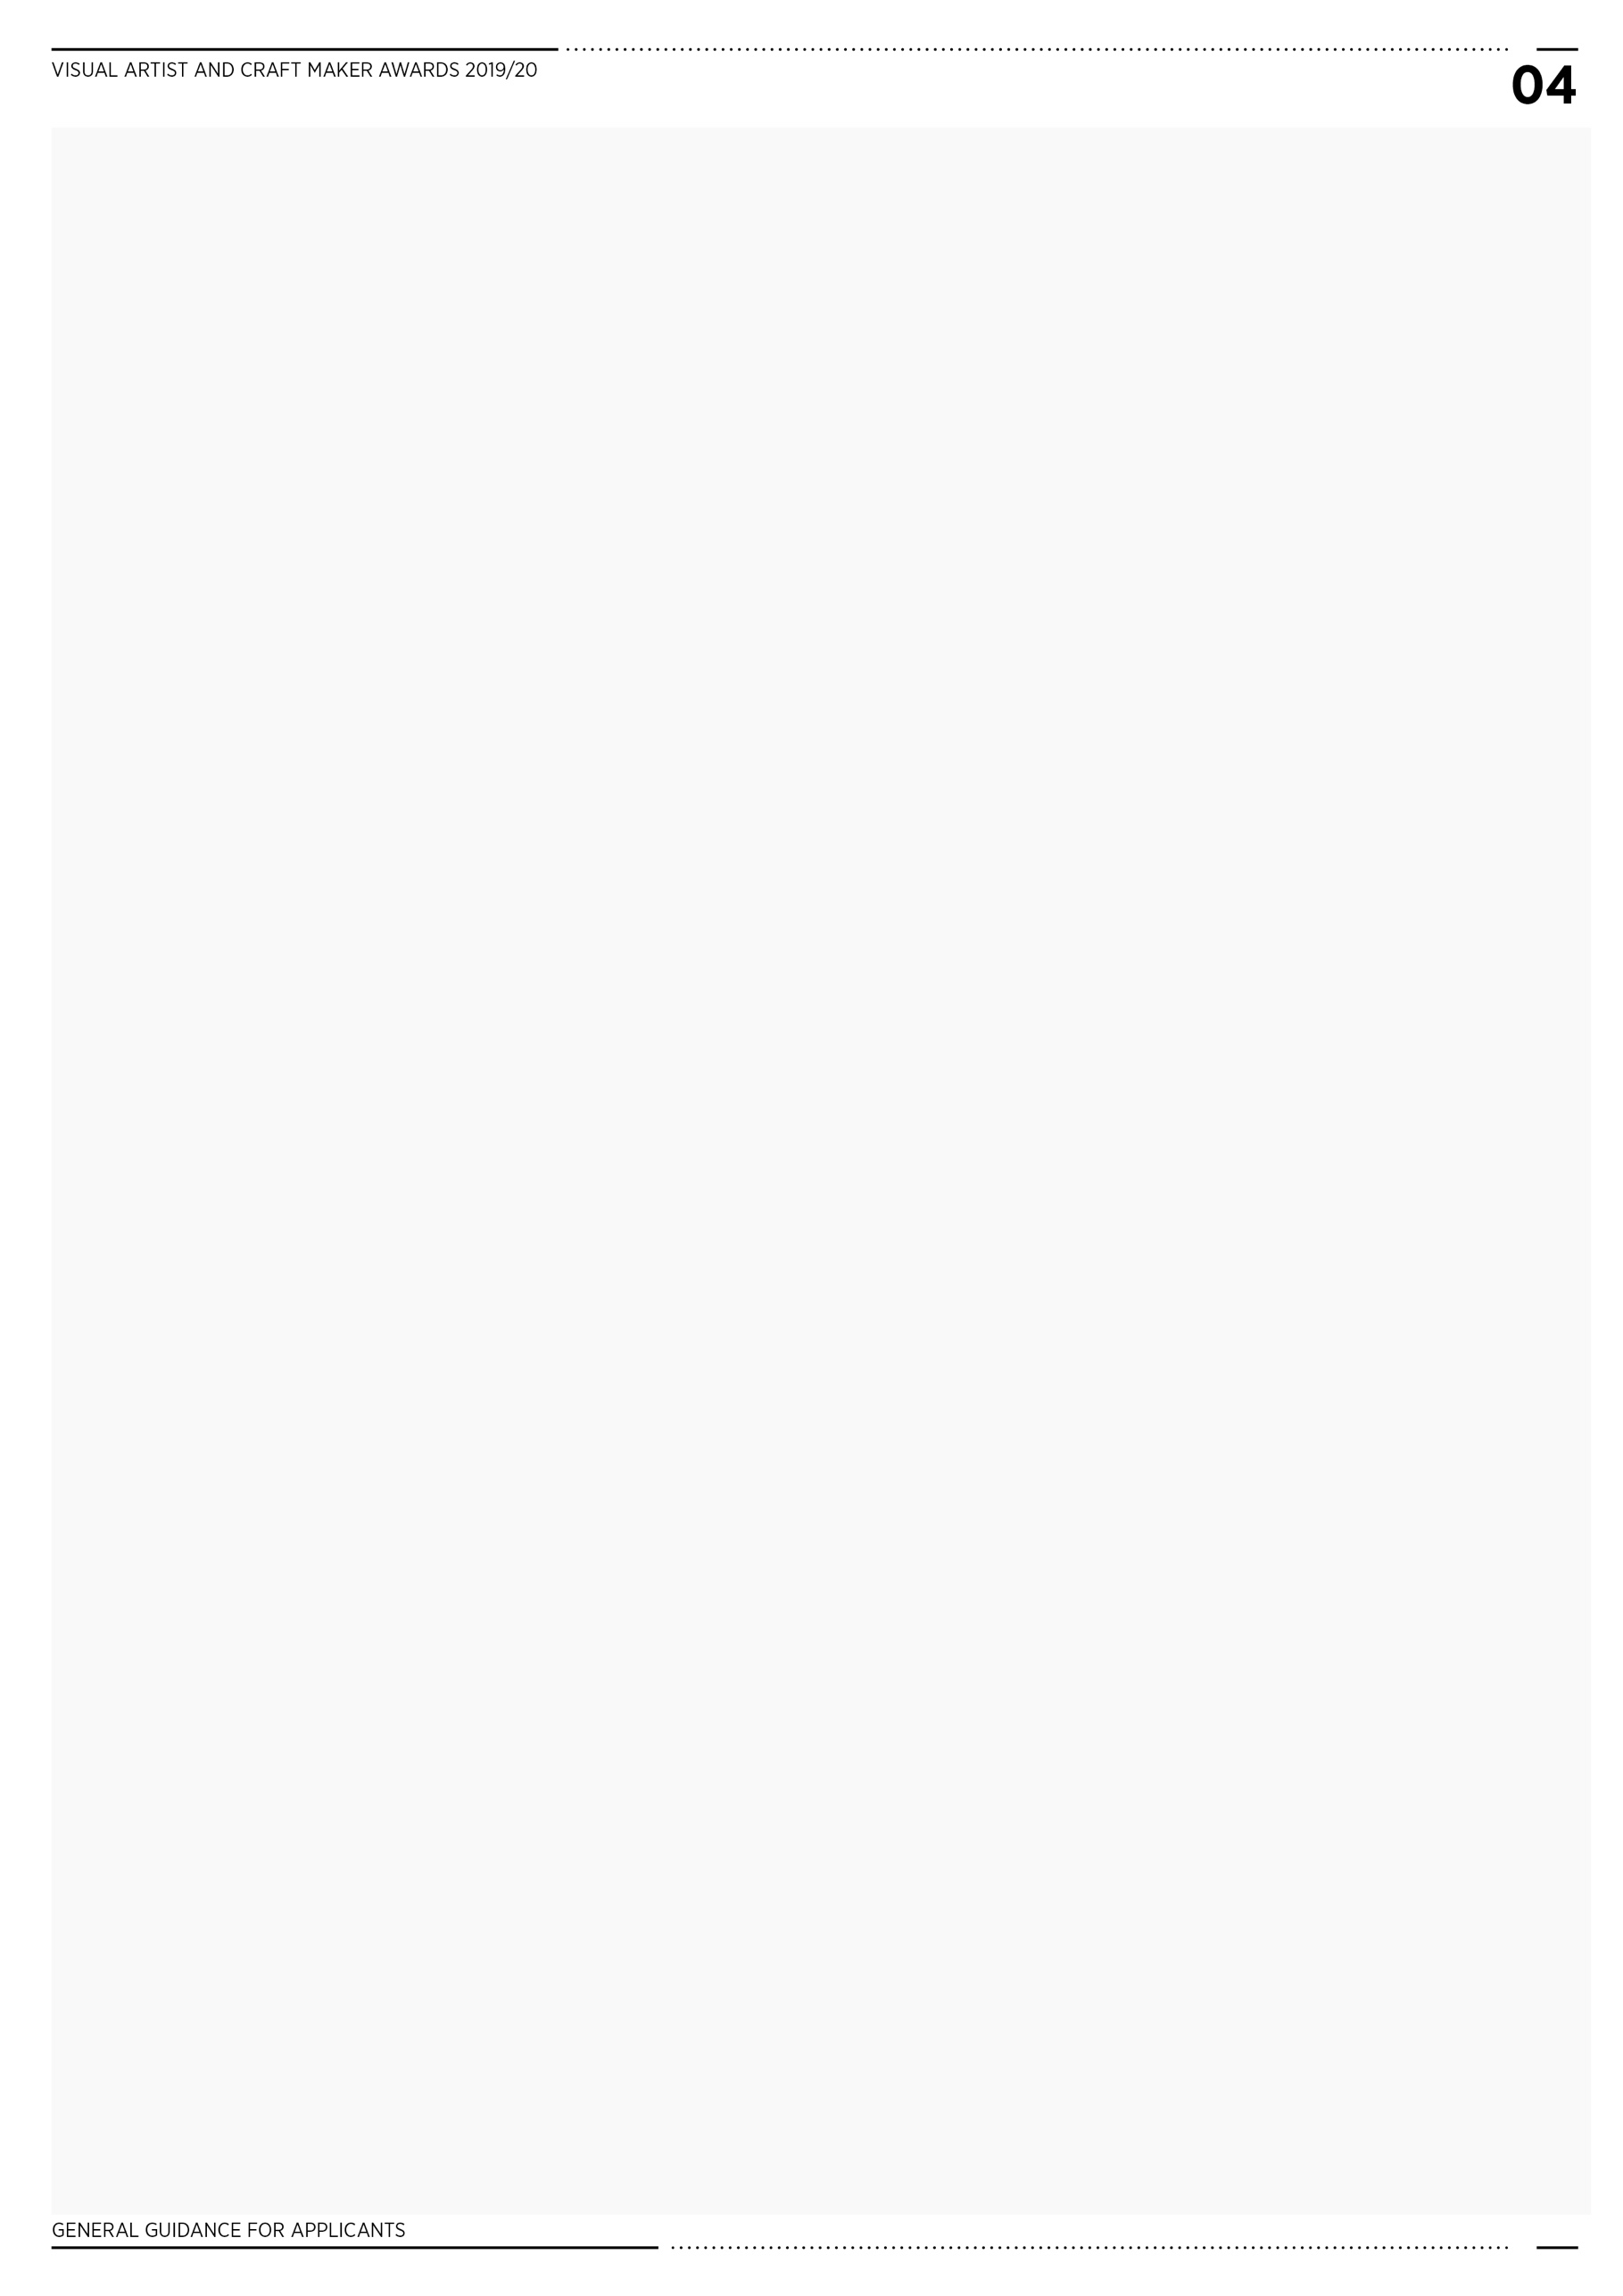 VISUAL ARTIST AND CRAFT MAKER AWARDS 2019/20
04
GENERAL GUIDANCE FOR APPLICANTS